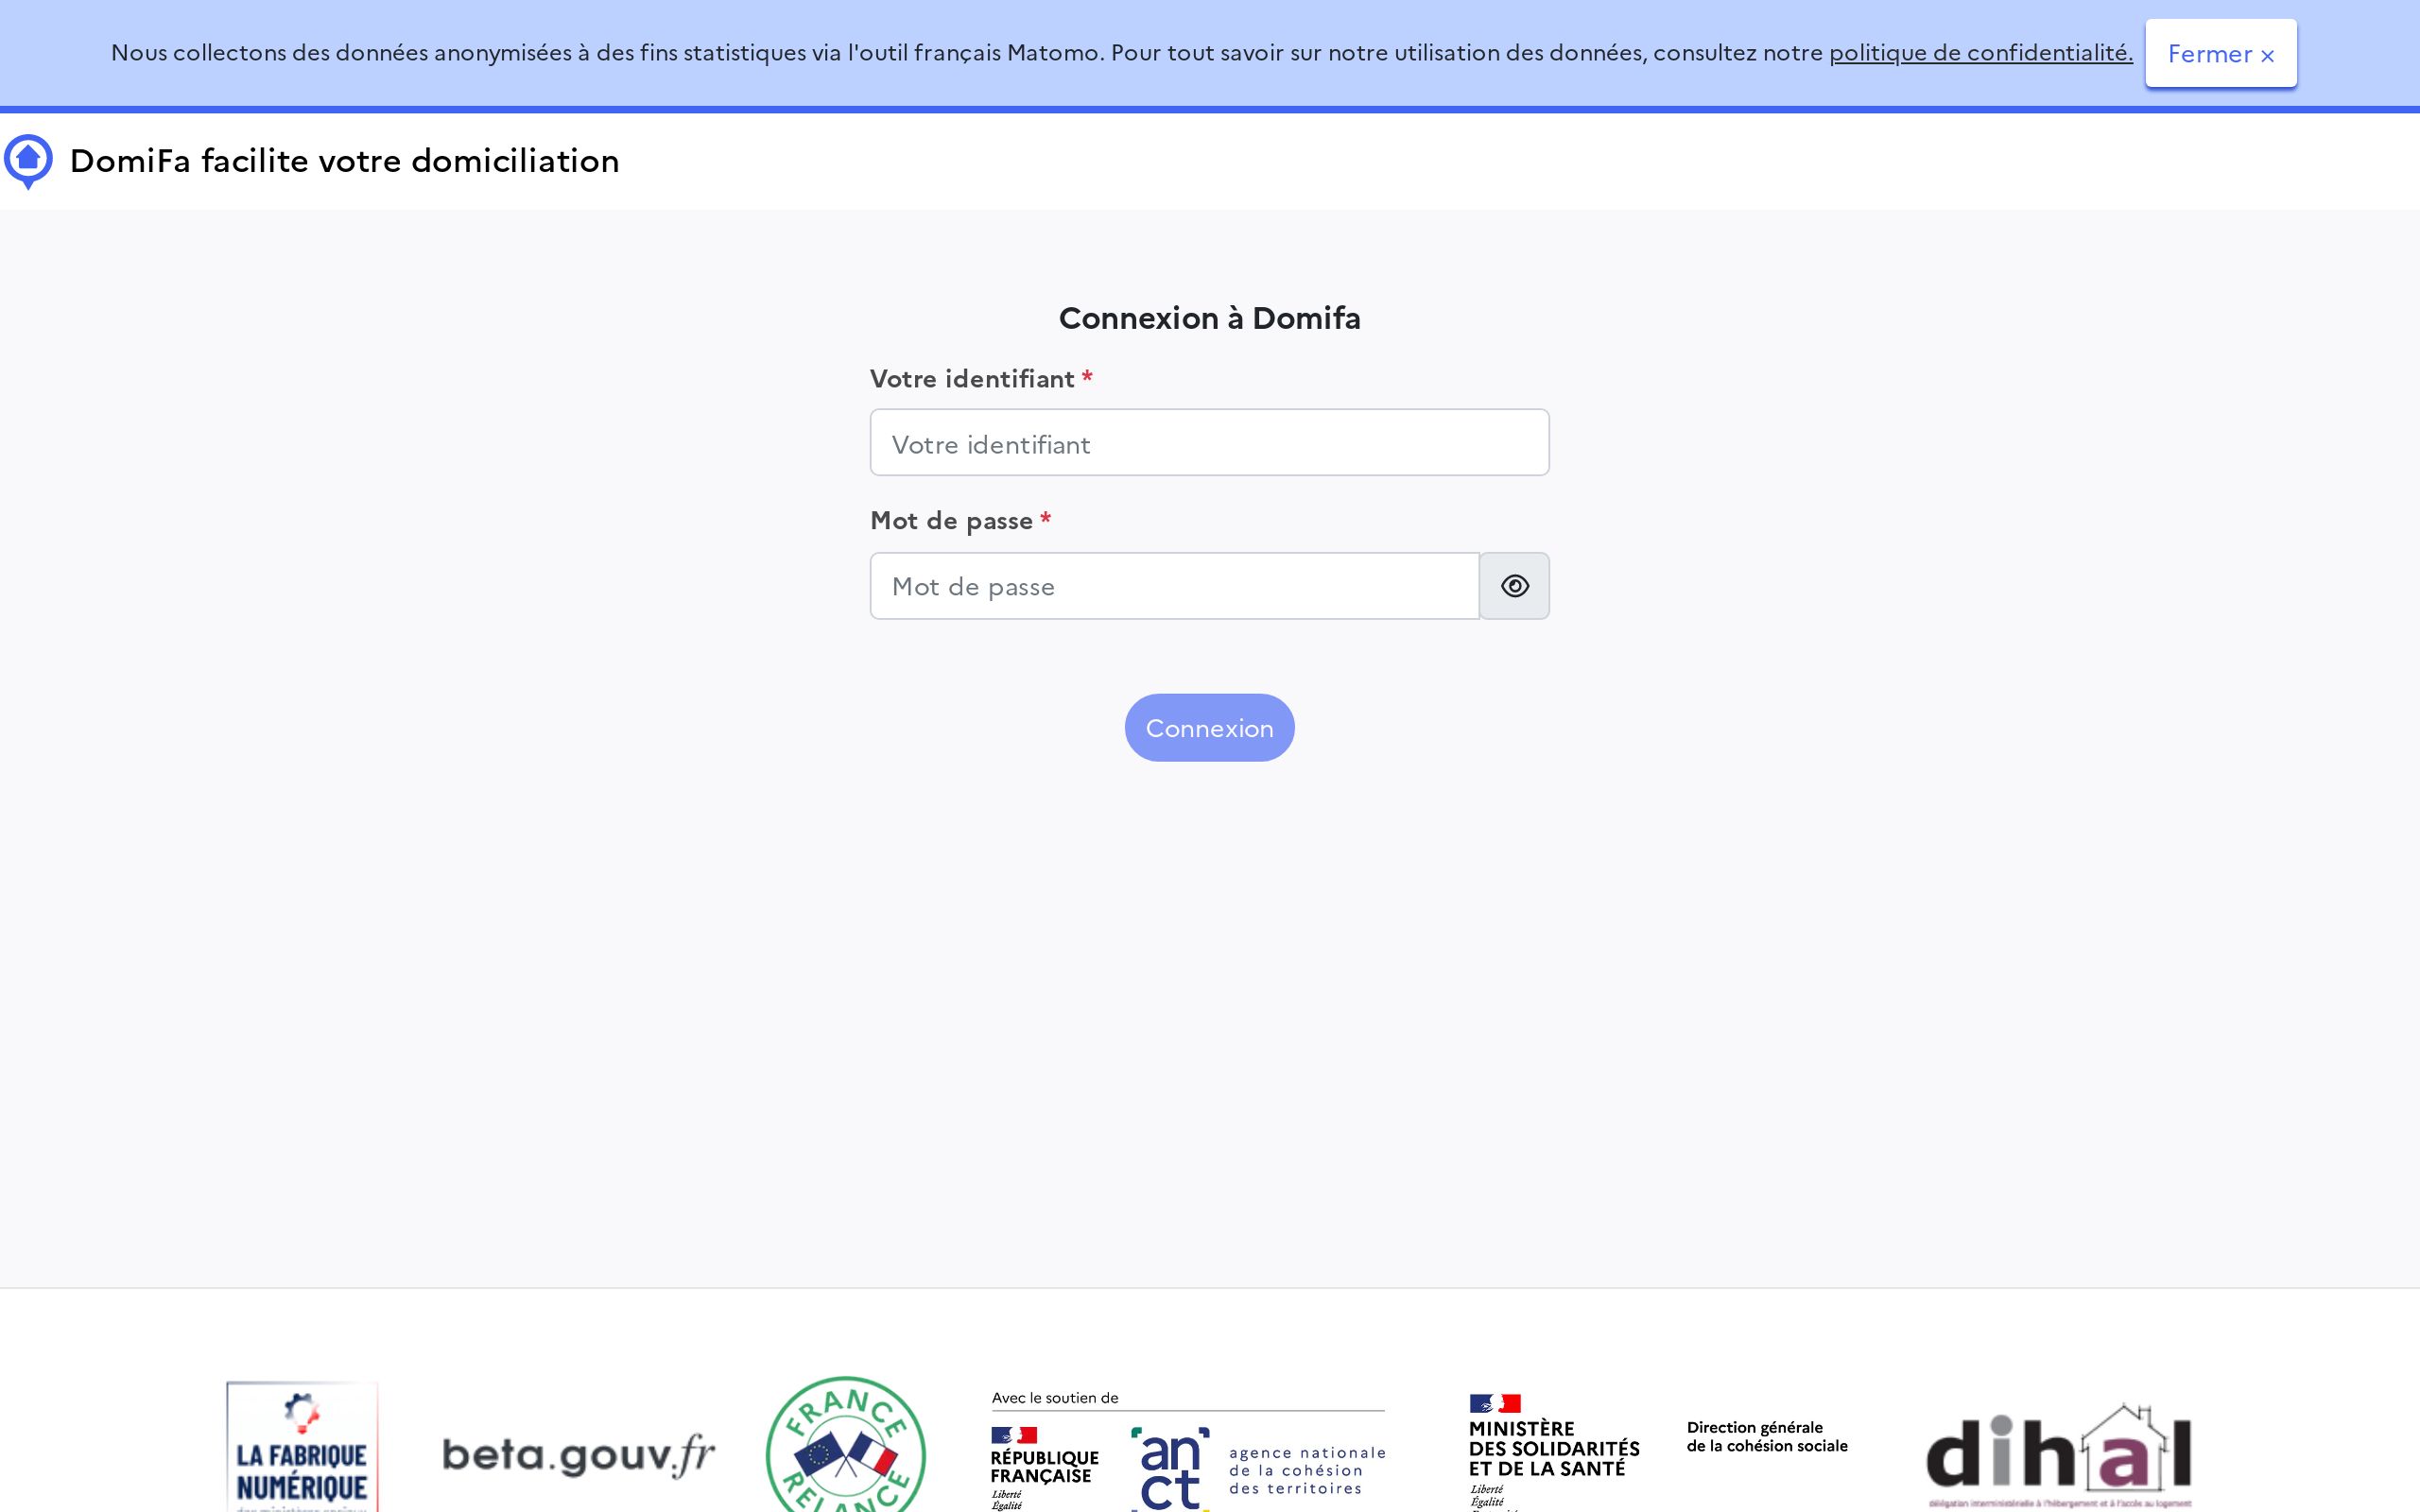 Nous collectons des données anonymisées à des fins statistiques via l'outil français Matomo. Pour tout savoir sur notre utilisation des données, consultez notre politique de confidentialité. Fermer ×
DomiFa facilite votre domiciliation
Connexion à Domifa
Votre identifiant *
Votre identifiant
Mot de passe *
Mot de passe
Connexion
LA FABRIQUE
NUMÉRIQUE
beta.gouv.fr
FRANCE
RELANCE
Avec le soutien de
RÉPUBLIQUE
FRANÇAISE
Liberté
Égalité
anct
agence nationale
de la cohésion
des territoires
MINISTÈRE
DES SOLIDARITÉS
ET DE LA SANTÉ
Liberté
Égalité
Direction générale
de la cohésion sociale
dihal
délégation interministérielle à l'hébergement et à l'accès au logement